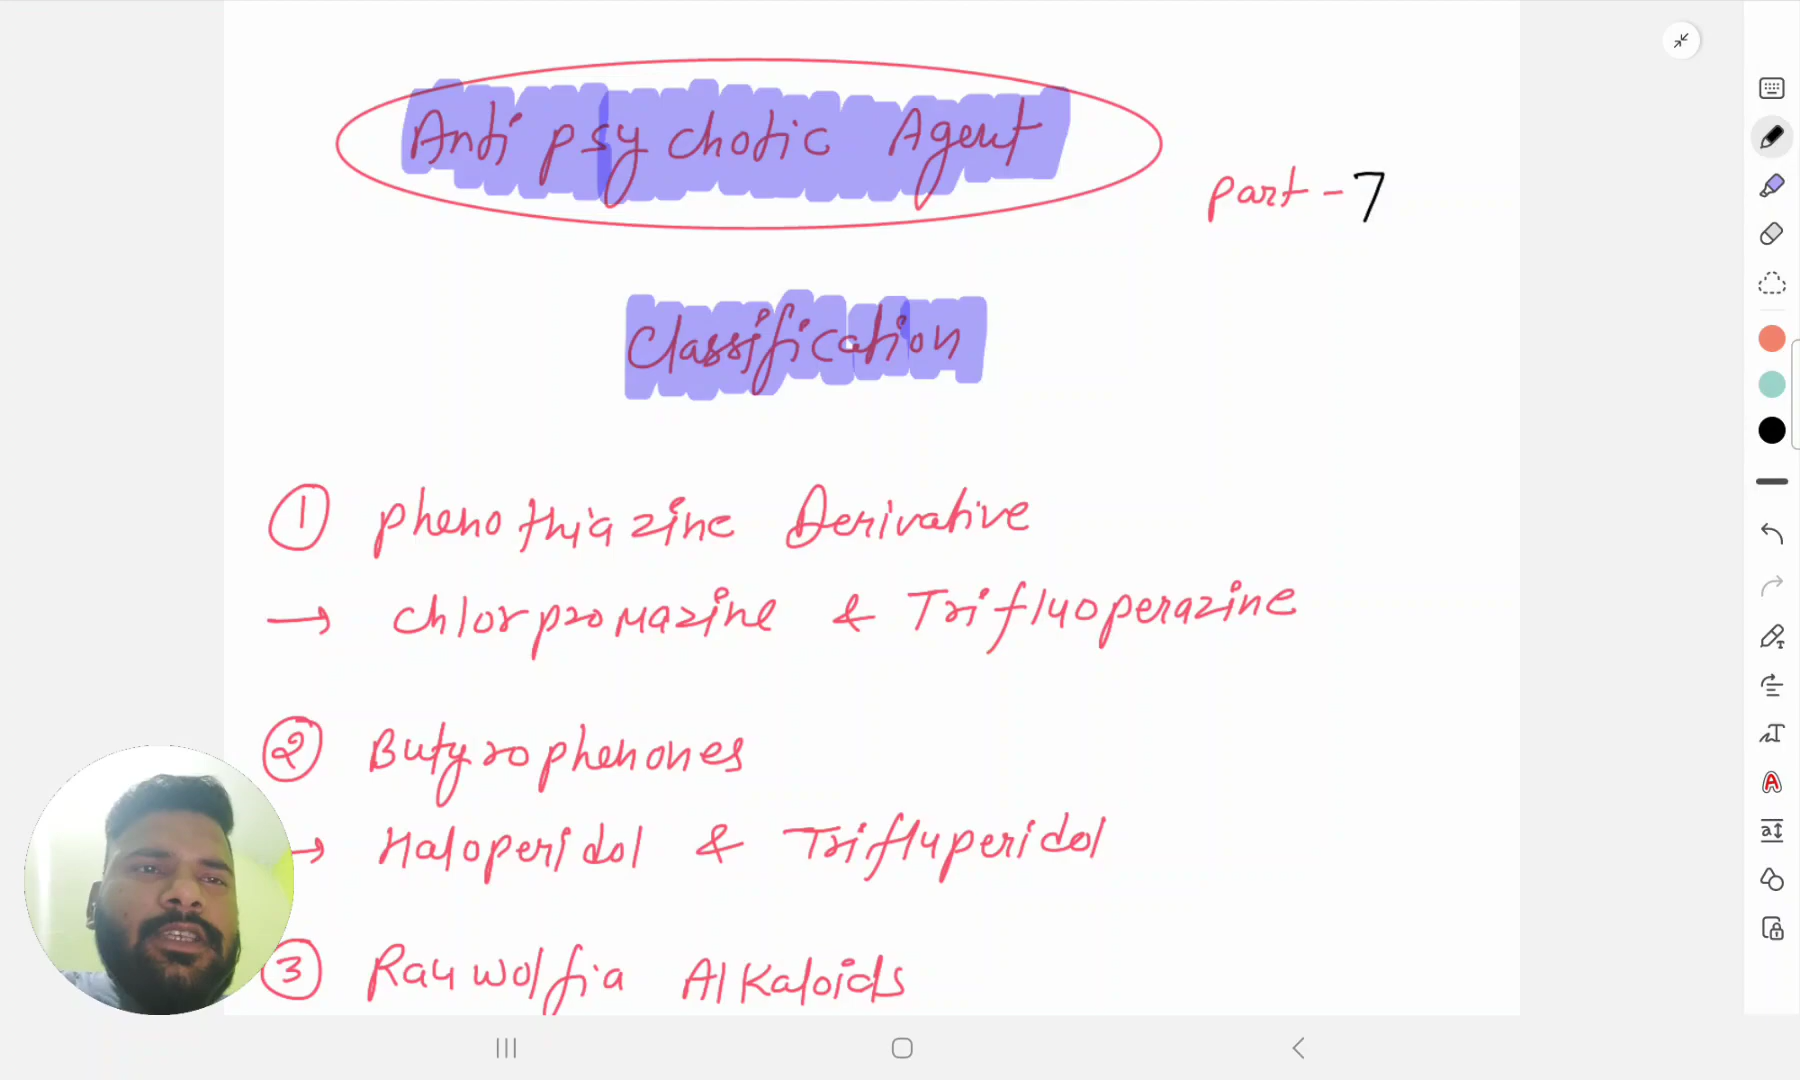 Anti psychotic Agent
part - 7
Classification
① phenothiazine Derivative
→ chlorpromazine & Trifluoperazine
② Butyrophenones
→ Haloperidol & Trifluperidol
③ Rauwolfia Alkaloids